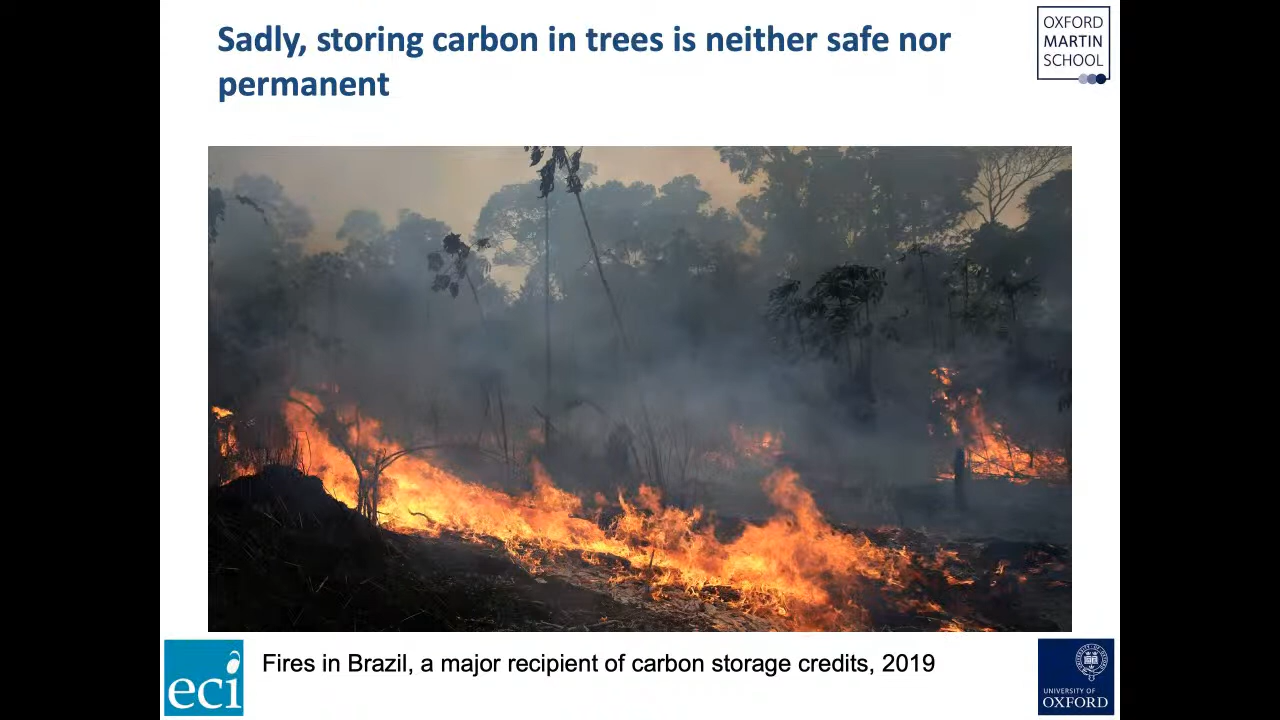 Sadly, storing carbon in trees is neither safe nor
permanent
OXFORD
MARTIN
SCHOOL
eci
Fires in Brazil, a major recipient of carbon storage credits, 2019
UNIVERSITY OF
OXFORD